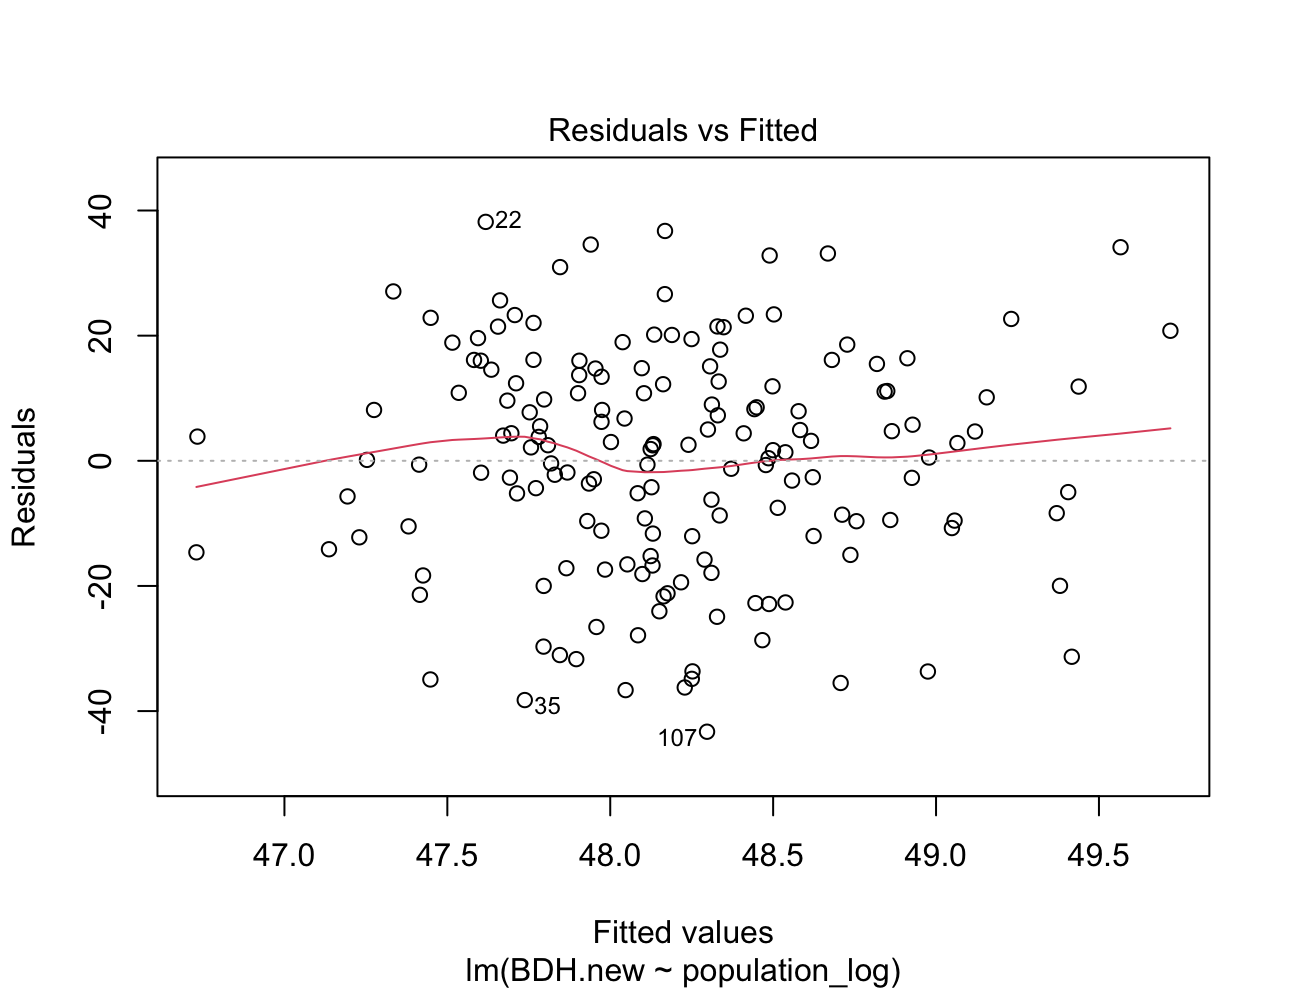 Residuals vs Fitted
Residuals
40
20
0
-20
-40
22
35
107
47.0 47.5 48.0 48.5 49.0 49.5
Fitted values
lm(BDH.new ~ population_log)